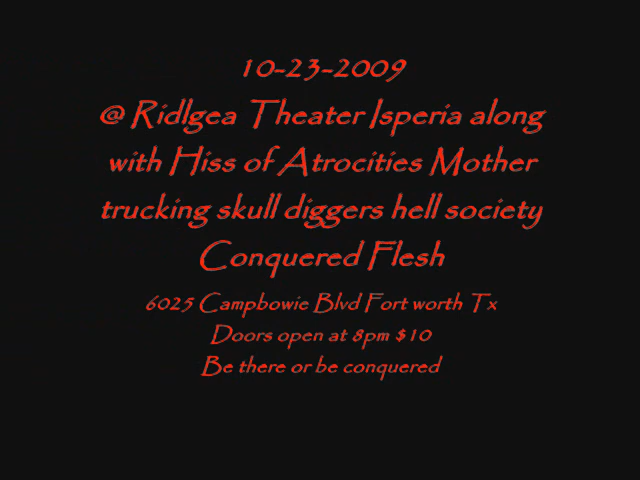 10-23-2009
@ Ridlgea Theater Isperia along
with Hiss of Atrocities Mother
trucking skull diggers hell society
Conquered Flesh
6025 Campbowie Blvd Fort worth Tx
Doors open at 8pm $10
Be there or be conquered